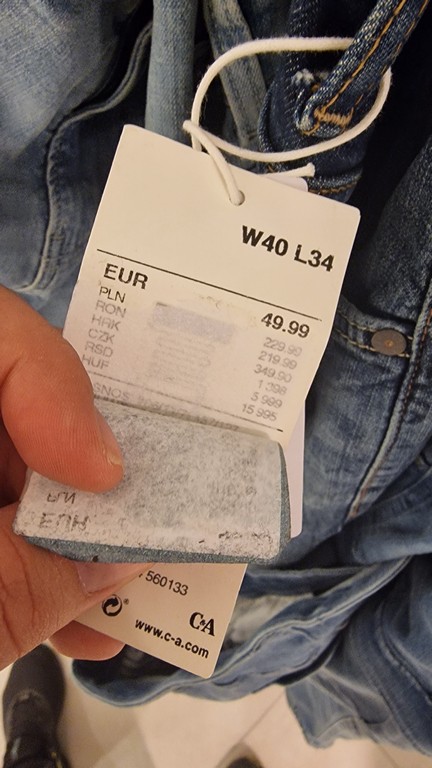 W40 L34
EUR 49.99
PLN 229.90
RON 219.99
HRK 349.90
CZK 1 398
RSD 5 999
HUF 15 995
560133
C&A
www.c-a.com